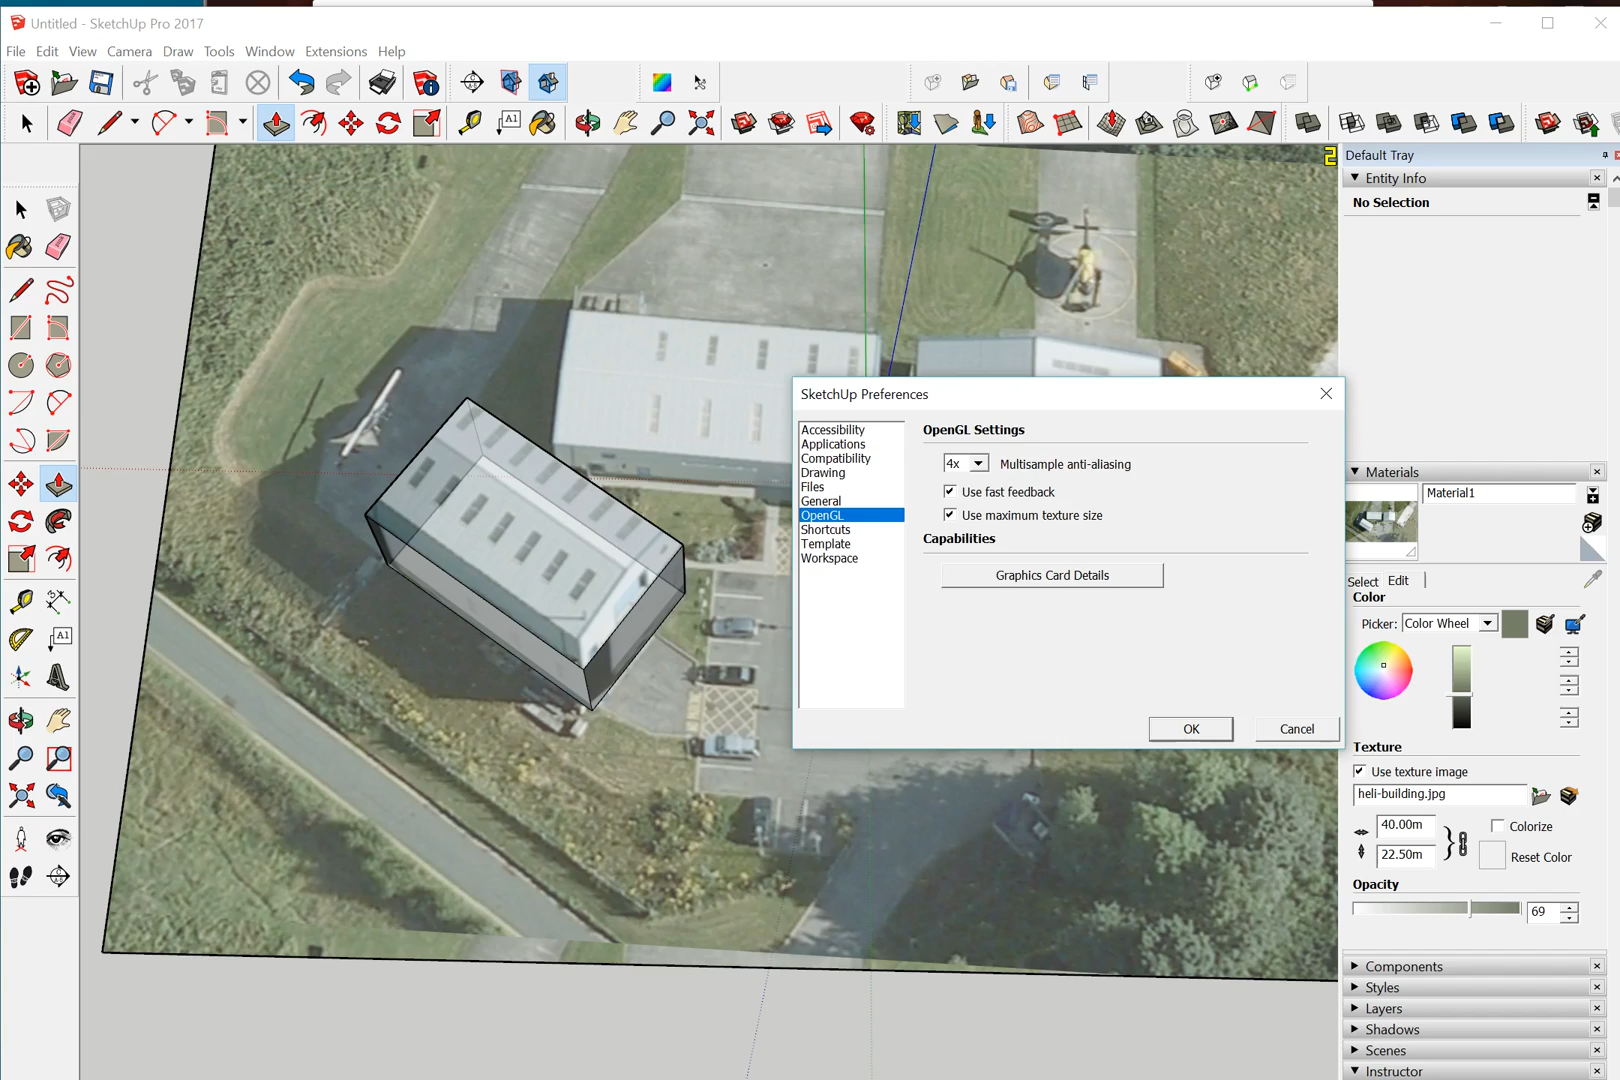 Untitled - SketchUp Pro 2017
File Edit View Camera Draw Tools Window Extensions Help
A1
2
Default Tray
Entity Info
No Selection
SketchUp Preferences
Accessibility
Applications
Compatibility
Drawing
Files
General
OpenGL
Shortcuts
Template
Workspace
OpenGL Settings
4x Multisample anti-aliasing
Use fast feedback
Use maximum texture size
Capabilities
Graphics Card Details
OK Cancel
A1
Materials
Material1
Select Edit
Color
Picker: Color Wheel
Texture
Use texture image
heli-building.jpg
40.00m Colorize
22.50m Reset Color
Opacity
69
Components
Styles
Layers
Shadows
Scenes
Instructor